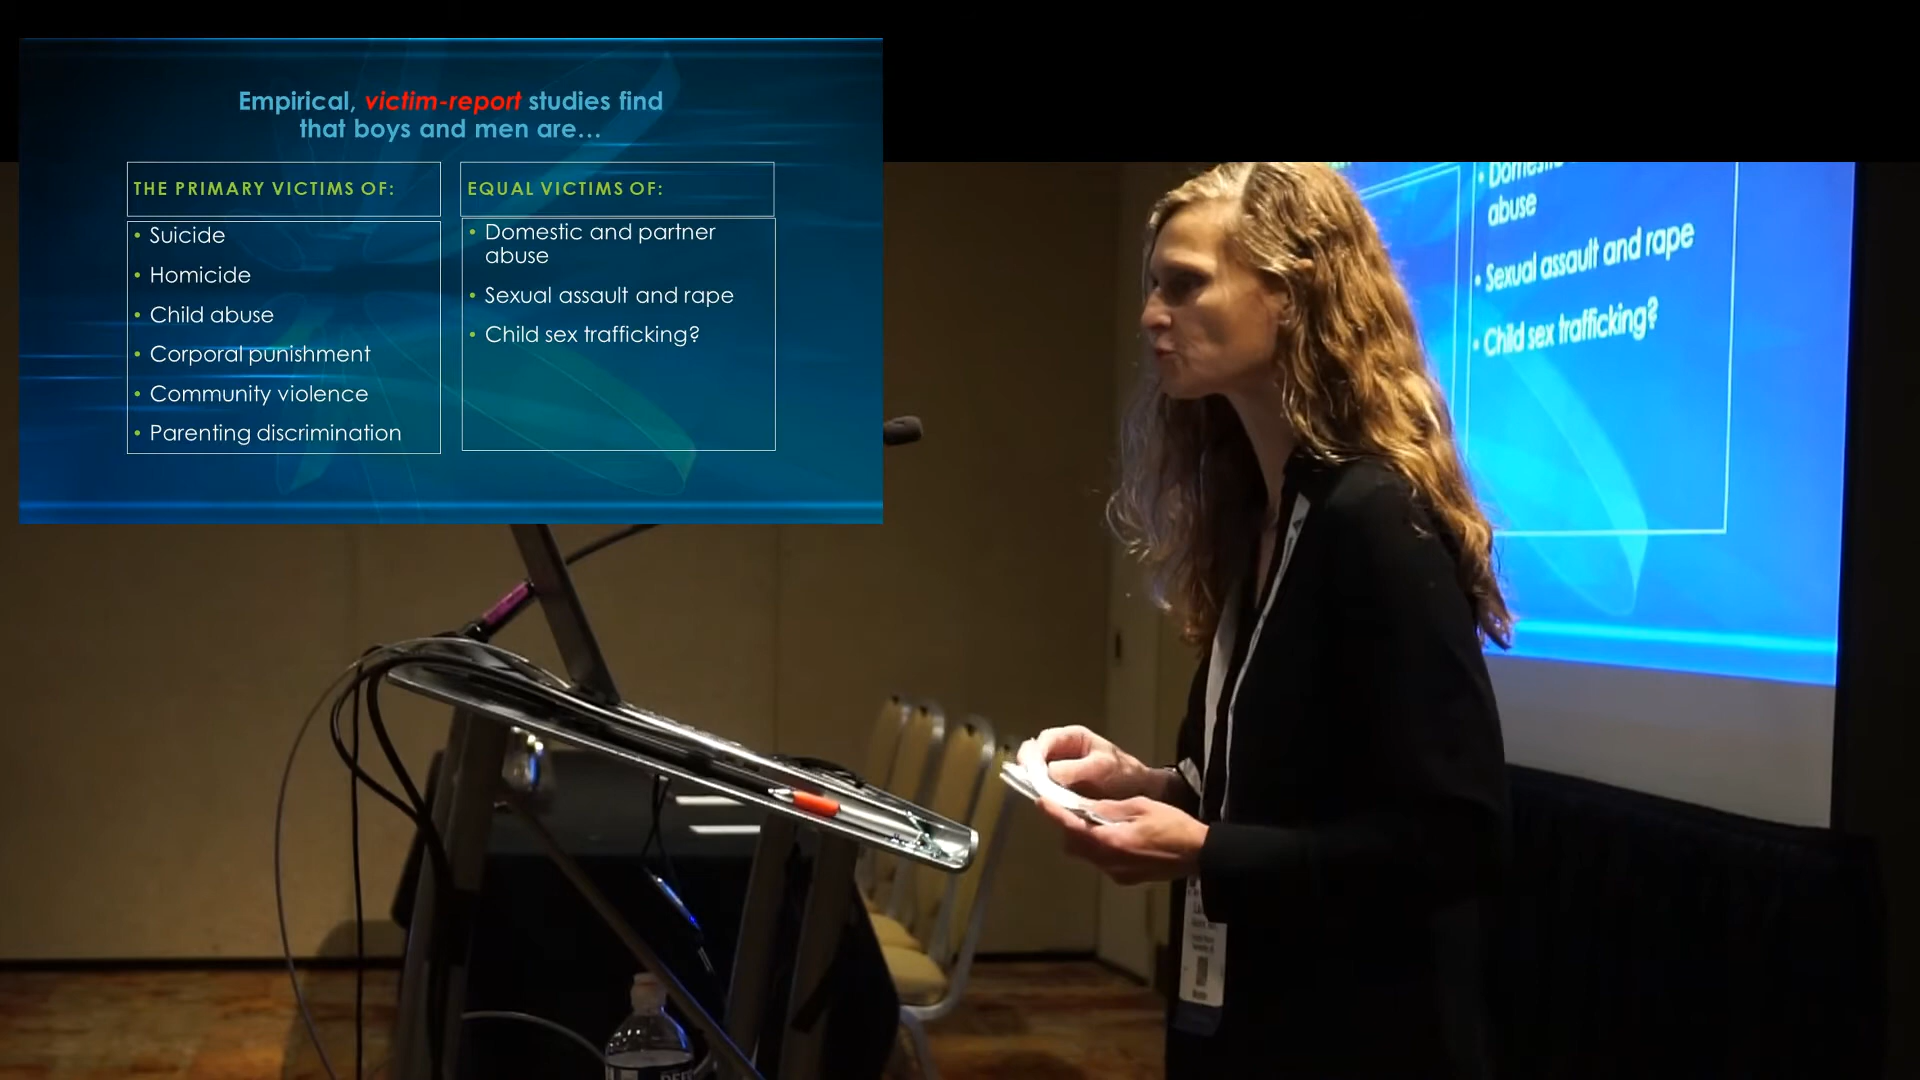 Empirical, victim-report studies find
that boys and men are...
THE PRIMARY VICTIMS OF:
• Suicide
• Homicide
• Child abuse
• Corporal punishment
• Community violence
• Parenting discrimination
EQUAL VICTIMS OF:
• Domestic and partner
abuse
• Sexual assault and rape
• Child sex trafficking?
• Domestic
abuse
• Sexual assault and rape
• Child sex trafficking?